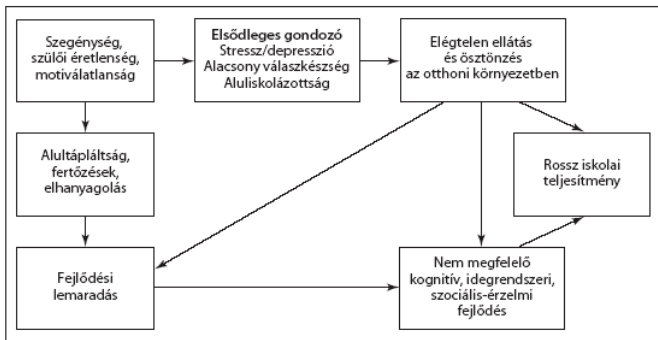 Szegénység,
szülői éretlenség,
motiválatlanság
Elsődleges gondozó
Stressz/depresszió
Alacsony válaszkészség
Aluliskolázottság
Elégtelen ellátás
és ösztönzés
az otthoni környezetben
Alultápláltság,
fertőzések,
elhanyagolás
Rossz iskolai
teljesítmény
Fejlődési
lemaradás
Nem megfelelő
kognitív, idegrendszeri,
szociális-érzelmi
fejlődés